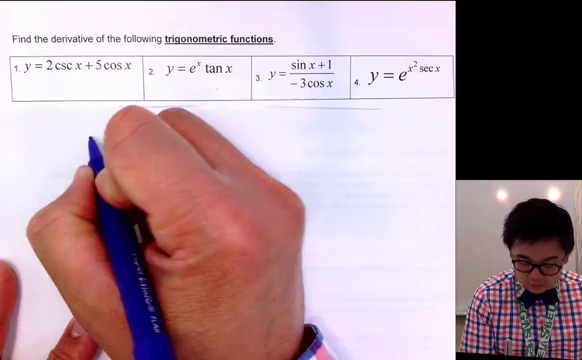 Find the derivative of the following trigonometric functions.
1. y = 2 csc x + 5 cos x
2. y = eˣ tan x
3. y = (sin x + 1) / (−3 cos x)
4. y = e^(x² sec x)